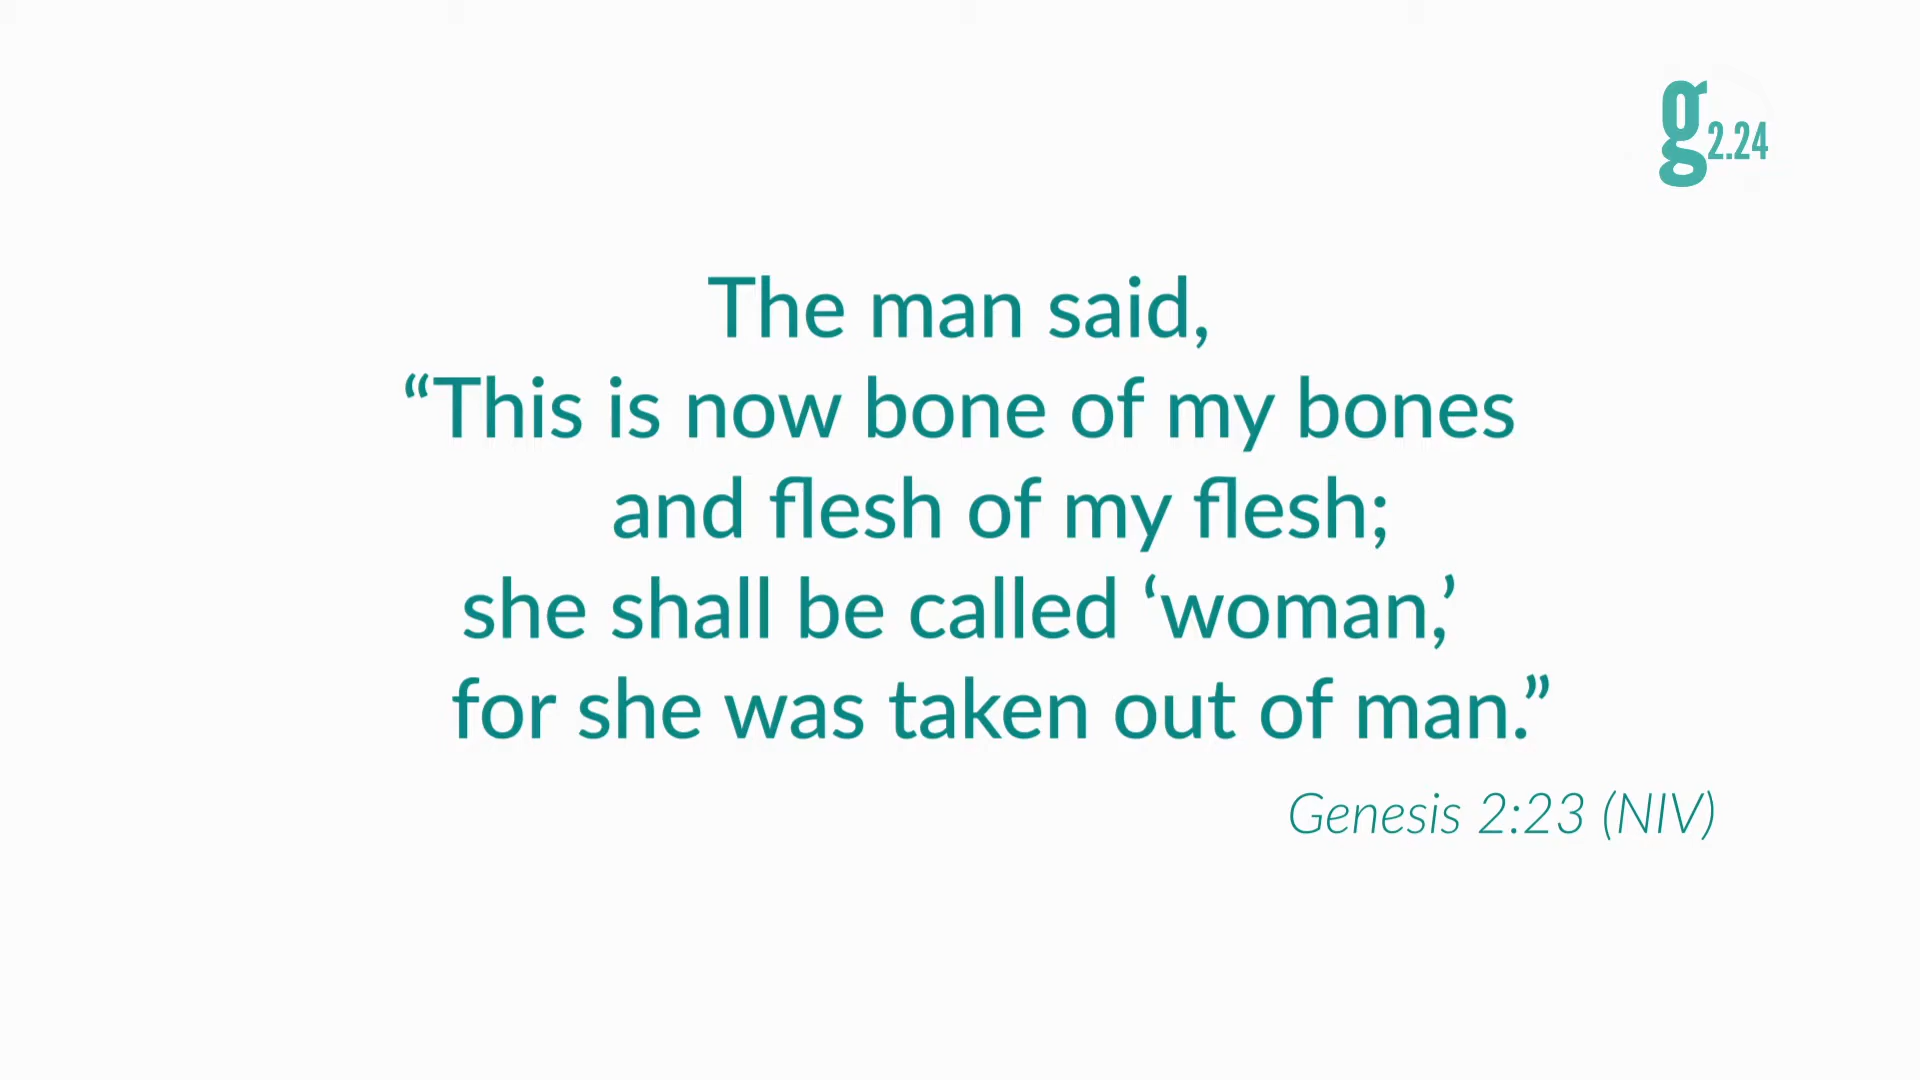 g2.24
The man said,
“This is now bone of my bones
and flesh of my flesh;
she shall be called ‘woman,’
for she was taken out of man.”
Genesis 2:23 (NIV)